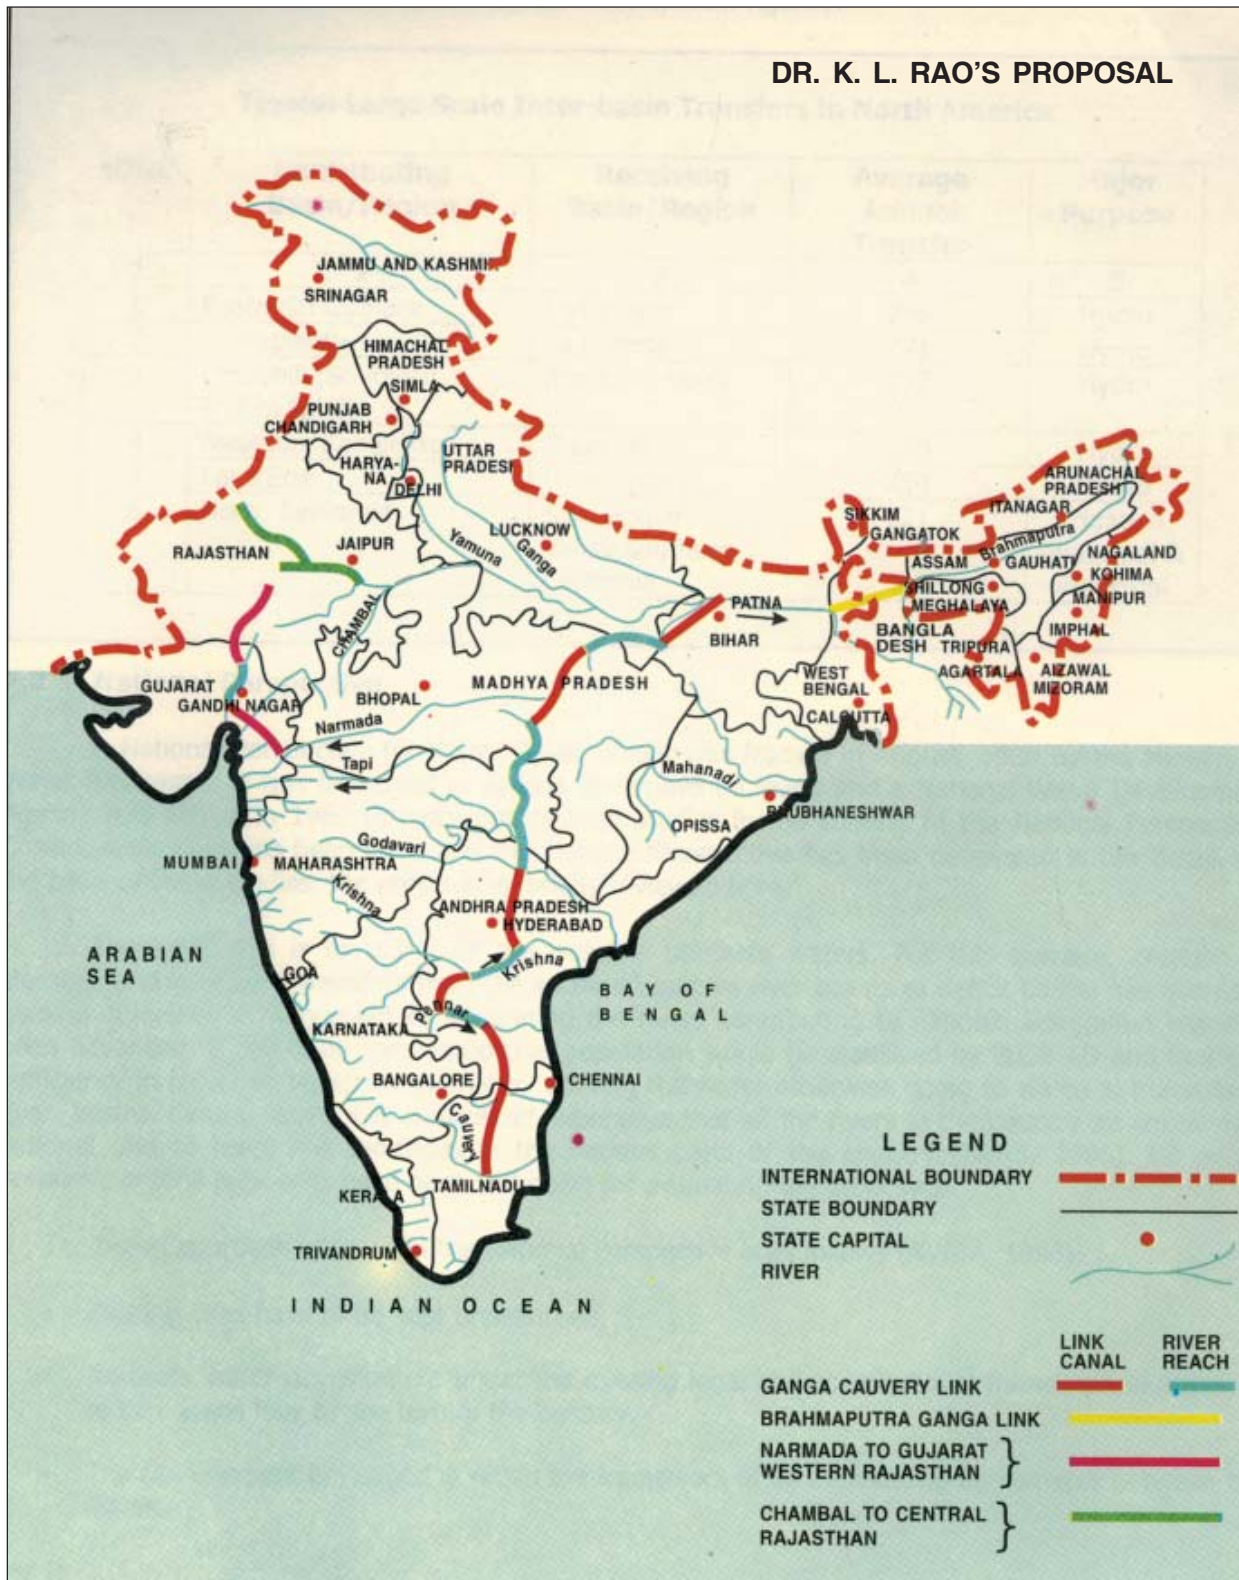 DR. K. L. RAO'S PROPOSAL
JAMMU AND KASHMIR
SRINAGAR
HIMACHAL
PRADESH
SIMLA
PUNJAB
CHANDIGARH
HARYA-
NA
DELHI
UTTAR
PRADESH
RAJASTHAN
JAIPUR
LUCKNOW
Yamuna
Ganga
CHAMBAL
SIKKIM
GANGATOK
ARUNACHAL
PRADESH
ITANAGAR
Brahmaputra
ASSAM
GAUHATI
NAGALAND
KOHIMA
SHILLONG
MEGHALAYA
MANIPUR
IMPHAL
PATNA
BIHAR
BANGLA
DESH
TRIPURA
AGARTALA
AIZAWAL
MIZORAM
WEST
BENGAL
CALCUTTA
GUJARAT
GANDHI NAGAR
BHOPAL
MADHYA PRADESH
Narmada
Tapi
Mahanadi
BHUBHANESHWAR
ORISSA
MUMBAI
MAHARASHTRA
Godavari
Krishna
ANDHRA PRADESH
HYDERABAD
Krishna
ARABIAN
SEA
GOA
Pennar
KARNATAKA
BAY OF
BENGAL
BANGALORE
CHENNAI
Cauvery
KERALA
TAMILNADU
TRIVANDRUM
INDIAN OCEAN
LEGEND
INTERNATIONAL BOUNDARY
STATE BOUNDARY
STATE CAPITAL
RIVER
LINK
CANAL
RIVER
REACH
GANGA CAUVERY LINK
BRAHMAPUTRA GANGA LINK
NARMADA TO GUJARAT
WESTERN RAJASTHAN
CHAMBAL TO CENTRAL
RAJASTHAN